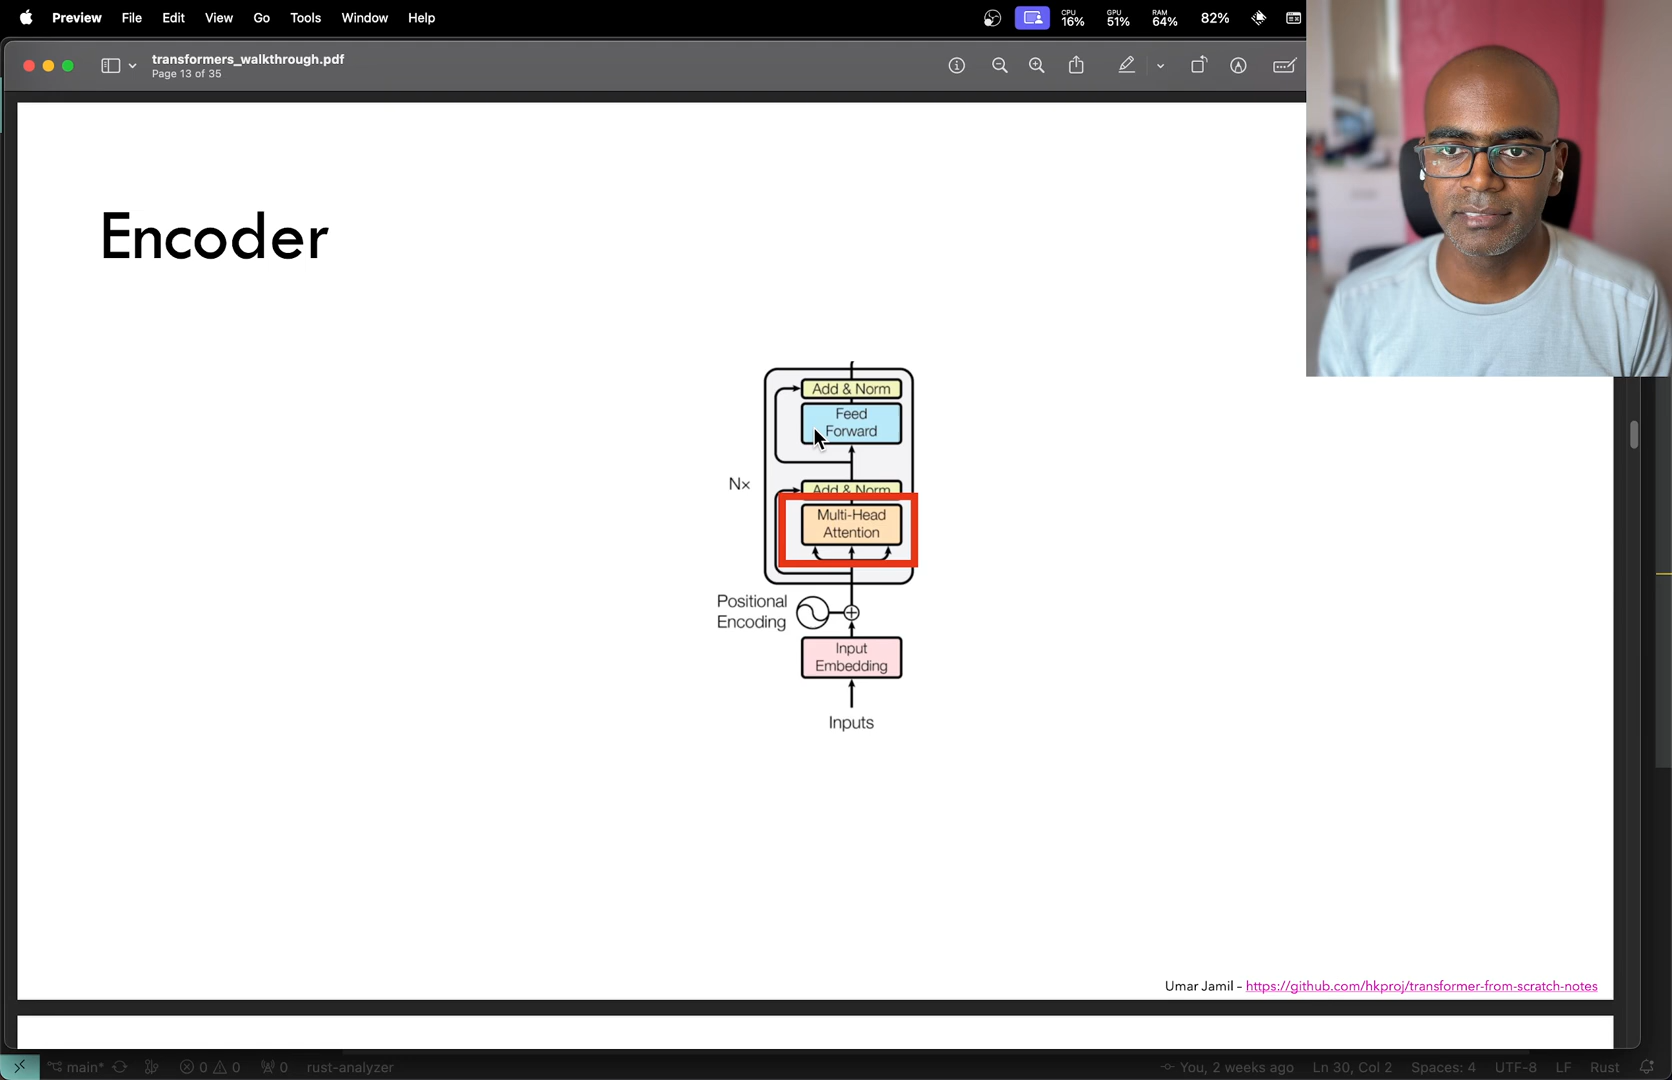 Preview File Edit View Go Tools Window Help
CPU 16% GPU 51% RAM 64% 82%
transformers_walkthrough.pdf
Page 13 of 35
Encoder
Add & Norm
Feed
Forward
Nx
Add & Norm
Multi-Head
Attention
Positional
Encoding
Input
Embedding
Inputs
Umar Jamil – https://github.com/hkproj/transformer-from-scratch-notes
main* 0 0 0 rust-analyzer You, 2 weeks ago Ln 30, Col 2 Spaces: 4 UTF-8 LF Rust